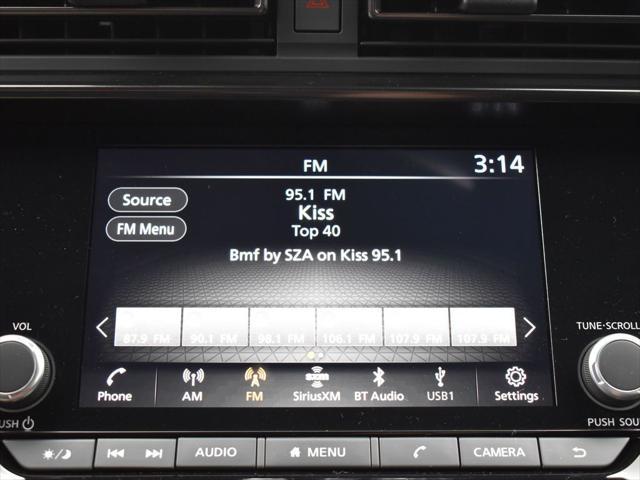 FM
3:14
Source
95.1 FM
Kiss
FM Menu
Top 40
Bmf by SZA on Kiss 95.1
VOL
TUNE·SCROLL
87.9 FM 90.1 FM 98.1 FM 106.1 FM 107.9 FM 107.9 FM
Phone AM FM SiriusXM BT Audio USB1 Settings
PUSH
PUSH SOU
AUDIO MENU CAMERA